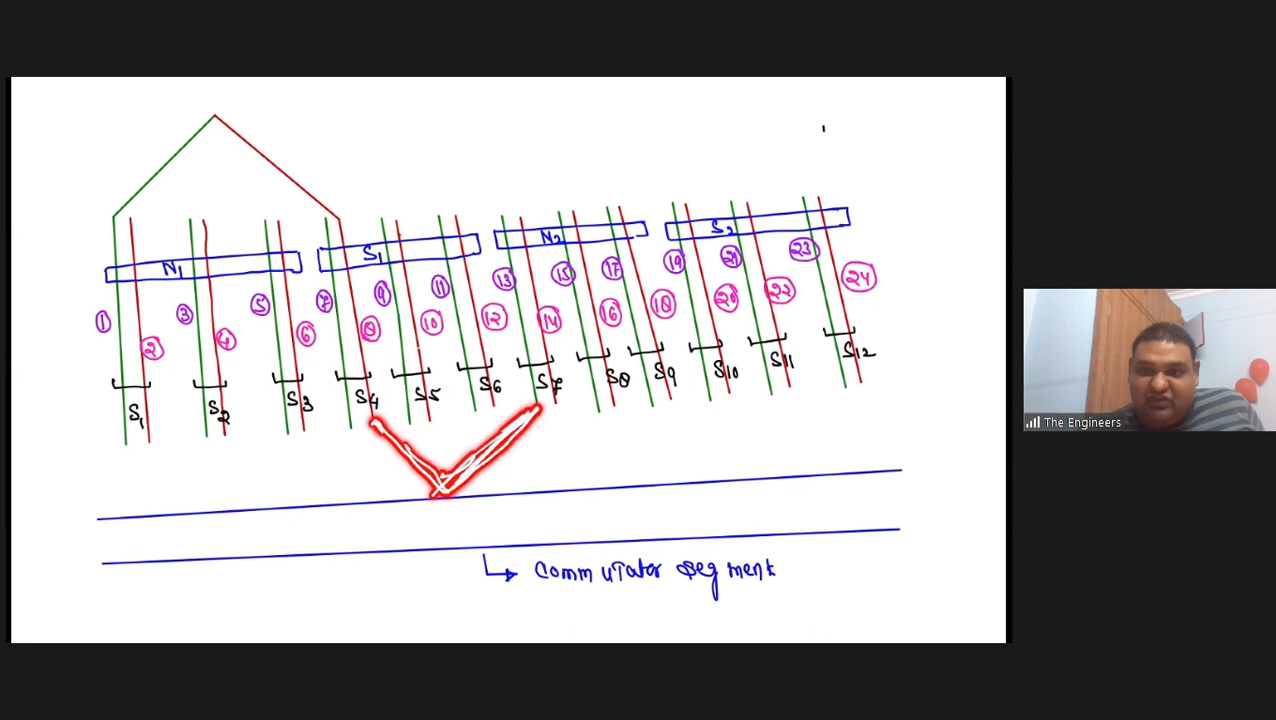 N1 S1 N2 S2
1 3 5 7 9 11 13 15 17 19 21 23
2 4 6 8 10 12 14 16 18 20 22 24
S1 S2 S3 S4 S5 S6 S7 S8 S9 S10 S11 S12
Commutator Segment
The Engineers